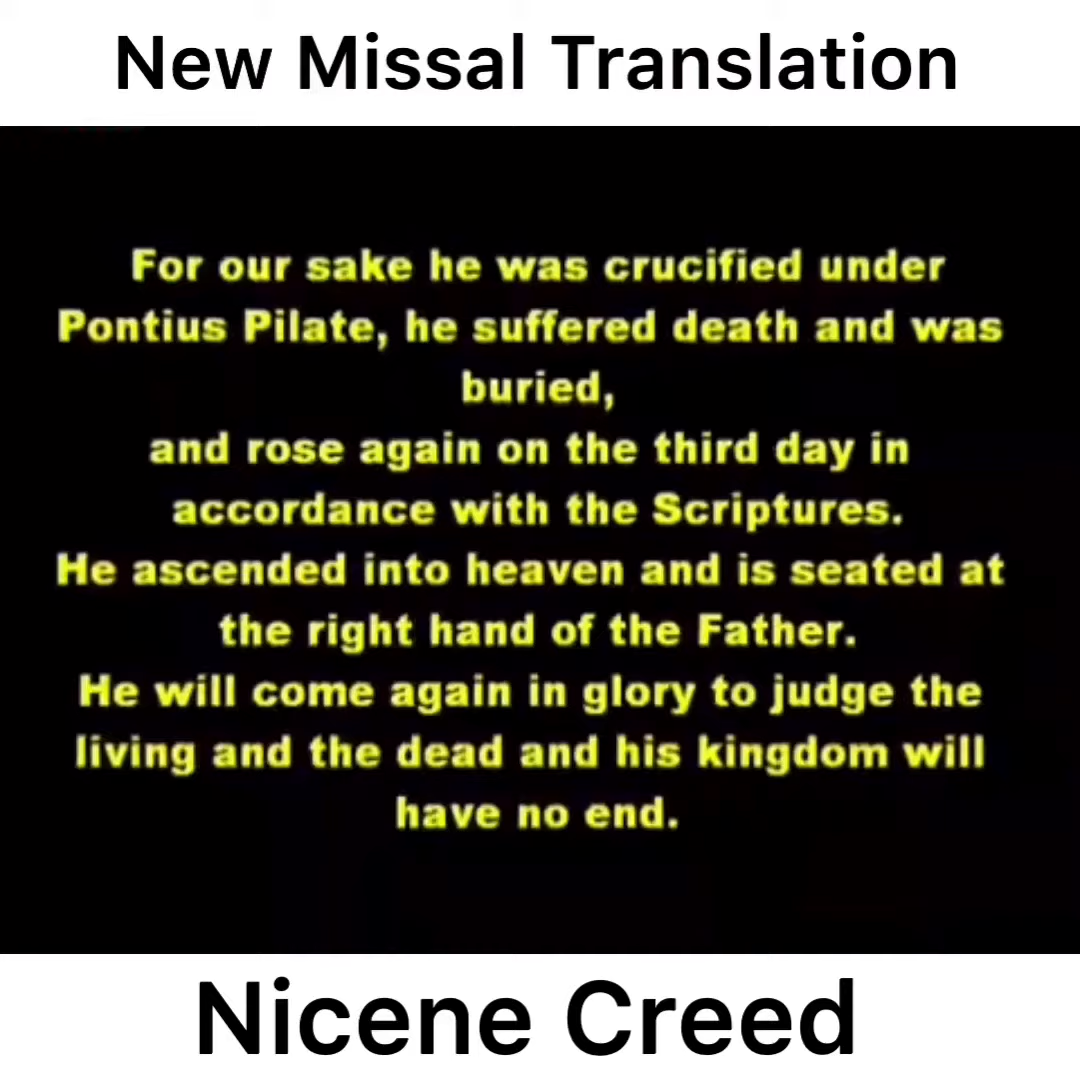 New Missal Translation
For our sake he was crucified under
Pontius Pilate, he suffered death and was
buried,
and rose again on the third day in
accordance with the Scriptures.
He ascended into heaven and is seated at
the right hand of the Father.
He will come again in glory to judge the
living and the dead and his kingdom will
have no end.
Nicene Creed